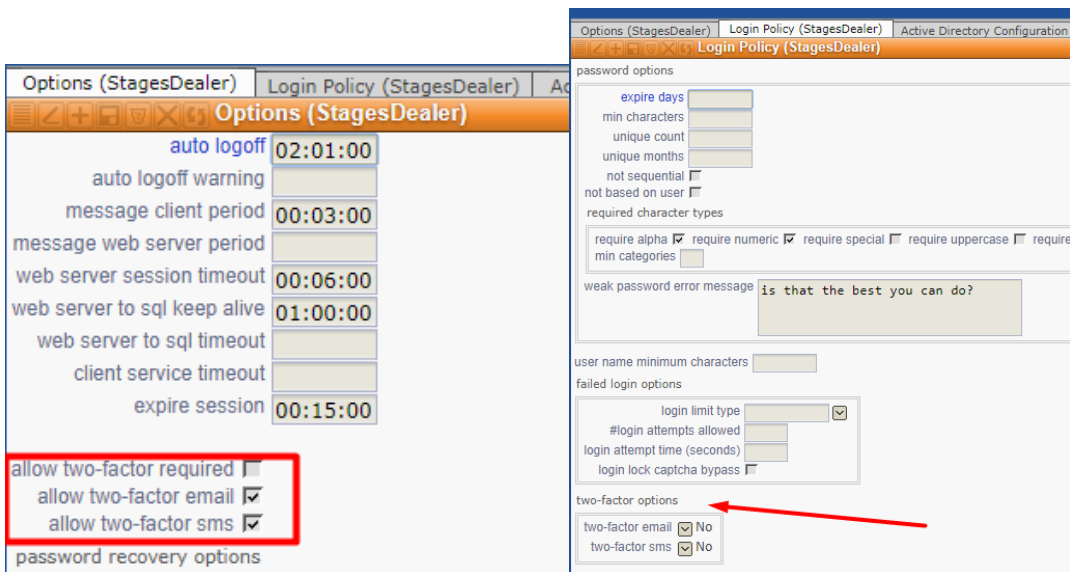 Options (StagesDealer) Login Policy (StagesDealer)
Options (StagesDealer)
auto logoff 02:01:00
auto logoff warning
message client period 00:03:00
message web server period
web server session timeout 00:06:00
web server to sql keep alive 01:00:00
web server to sql timeout
client service timeout
expire session 00:15:00
allow two-factor required
allow two-factor email
allow two-factor sms
password recovery options
Options (StagesDealer) Login Policy (StagesDealer) Active Directory Configuration
Login Policy (StagesDealer)
password options
expire days
min characters
unique count
unique months
not sequential
not based on user
required character types
require alpha require numeric require special require uppercase require
min categories
weak password error message is that the best you can do?
user name minimum characters
failed login options
login limit type
#login attempts allowed
login attempt time (seconds)
login lock captcha bypass
two-factor options
two-factor email No
two-factor sms No